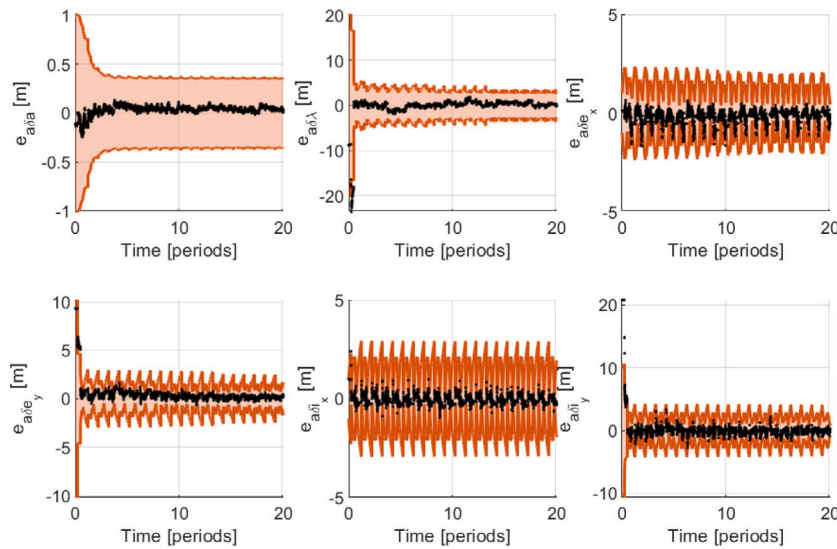 1
0.5
0
-0.5
-1
e_{aδa} [m]
0 10 20
Time [periods]
20
10
0
-10
-20
e_{aδλ} [m]
0 10 20
Time [periods]
5
0
-5
e_{aδe_x} [m]
0 10 20
Time [periods]
10
5
0
-5
-10
e_{aδe_y} [m]
0 10 20
Time [periods]
5
0
-5
e_{aδi_x} [m]
0 10 20
Time [periods]
20
10
0
-10
e_{aδi_y} [m]
0 10 20
Time [periods]